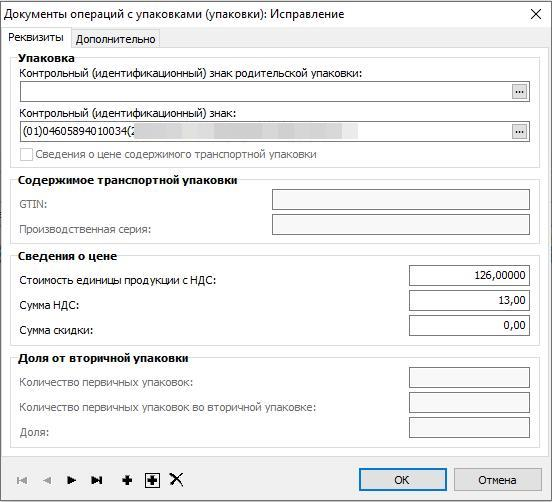 Документы операций с упаковками (упаковки): Исправление
Реквизиты Дополнительно
Упаковка
Контрольный (идентификационный) знак родительской упаковки:
...
Контрольный (идентификационный) знак:
(01)04605894010034(2 ...
Сведения о цене содержимого транспортной упаковки
Содержимое транспортной упаковки
GTIN:
Производственная серия:
Сведения о цене
Стоимость единицы продукции с НДС: 126,00000
Сумма НДС: 13,00
Сумма скидки: 0,00
Доля от вторичной упаковки
Количество первичных упаковок:
Количество первичных упаковок во вторичной упаковке:
Доля:
ОК Отмена